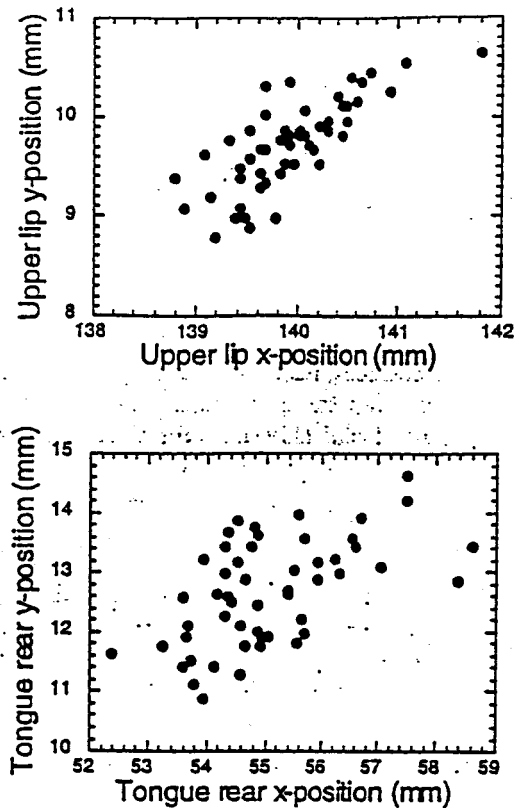 Upper lip y-position (mm)
11
10
9
8
138 139 140 141 142
Upper lip x-position (mm)
Tongue rear y-position (mm)
15
14
13
12
11
10
52 53 54 55 56 57 58 59
Tongue rear x-position (mm)